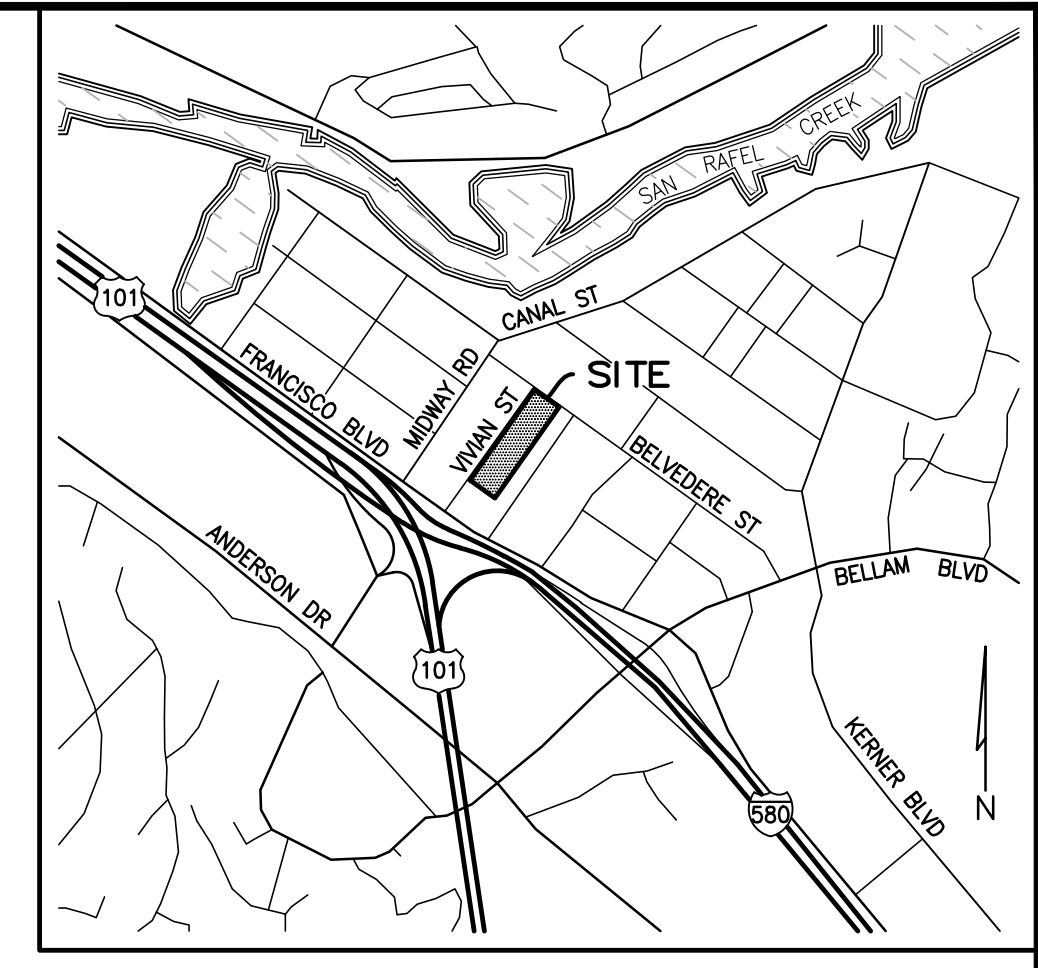 SAN RAFEL CREEK
101
CANAL ST
FRANCISCO BLVD
MIDWAY RD
VIVIAN ST
SITE
BELVEDERE ST
ANDERSON DR
BELLAM BLVD
101
KERNER BLVD
580
N